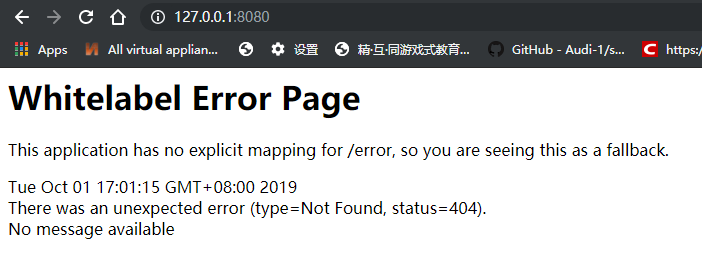 127.0.0.1:8080
Apps All virtual applian... 设置 精·互·同游戏式教育... GitHub - Audi-1/s... https:/
Whitelabel Error Page
This application has no explicit mapping for /error, so you are seeing this as a fallback.
Tue Oct 01 17:01:15 GMT+08:00 2019
There was an unexpected error (type=Not Found, status=404).
No message available